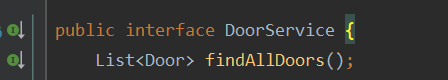 public interface DoorService {
List<Door> findAllDoors();